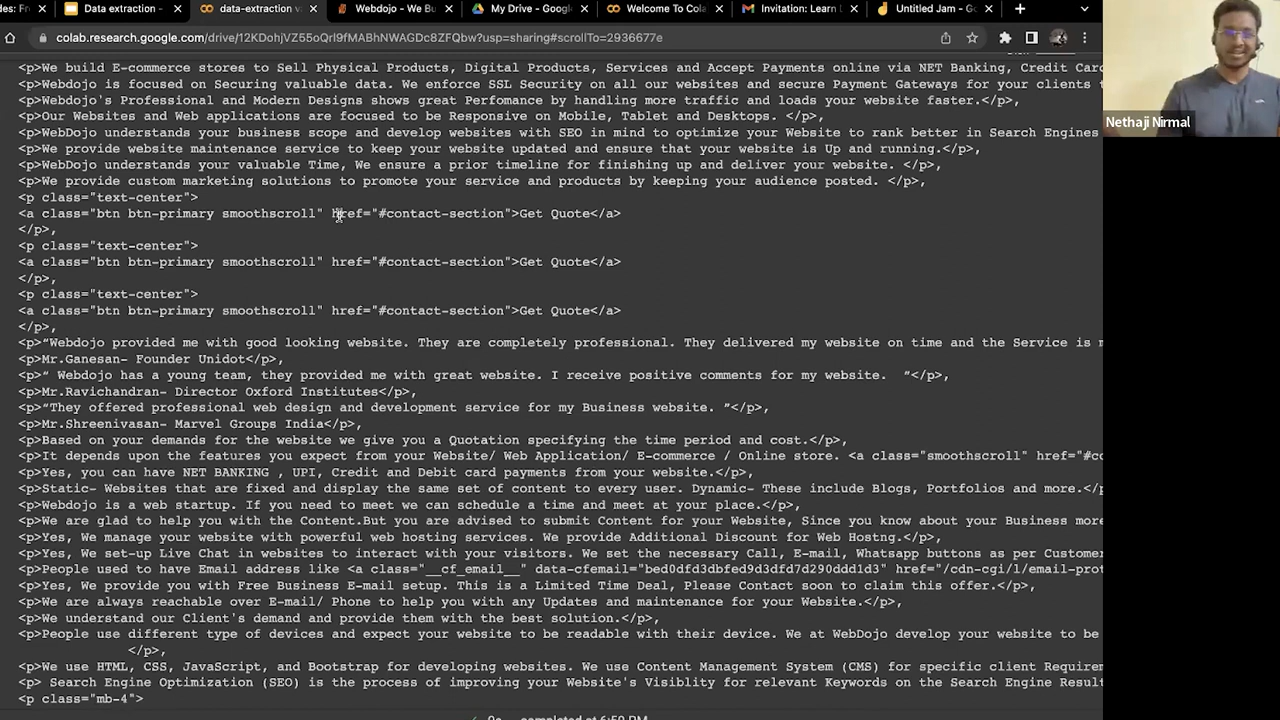 des: Fr
Data extraction -
data-extraction v
Webdojo - We Bu
My Drive - Google
Welcome To Cola
Invitation: Learn I
Untitled Jam - G
colab.research.google.com/drive/12KDohjVZ55oQrl9fMABhNWAGDc8ZFQbw?usp=sharing#scrollTo=2936677e
<p>We build E-commerce stores to Sell Physical Products, Digital Products, Services and Accept Payments online via NET Banking, Credit Card
<p>Webdojo is focused on Securing valuable data. We enforce SSL Security on all our websites and secure Payment Gateways for your clients t
<p>Webdojo's Professional and Modern Designs shows great Perfomance by handling more traffic and loads your website faster.</p>,
<p>Our Websites and Web applications are focused to be Responsive on Mobile, Tablet and Desktops. </p>,
<p>WebDojo understands your business scope and develop websites with SEO in mind to optimize your Website to rank better in Search Engines
<p>We provide website maintenance service to keep your website updated and ensure that your website is Up and running.</p>,
<p>WebDojo understands your valuable Time, We ensure a prior timeline for finishing up and deliver your website. </p>,
<p>We provide custom marketing solutions to promote your service and products by keeping your audience posted. </p>,
<p class="text-center">
<a class="btn btn-primary smoothscroll" href="#contact-section">Get Quote</a>
</p>,
<p class="text-center">
<a class="btn btn-primary smoothscroll" href="#contact-section">Get Quote</a>
</p>,
<p class="text-center">
<a class="btn btn-primary smoothscroll" href="#contact-section">Get Quote</a>
</p>,
<p>“Webdojo provided me with good looking website. They are completely professional. They delivered my website on time and the Service is m
<p>Mr.Ganesan- Founder Unidot</p>,
<p>“ Webdojo has a young team, they provided me with great website. I receive positive comments for my website.  ”</p>,
<p>Mr.Ravichandran- Director Oxford Institutes</p>,
<p>“They offered professional web design and development service for my Business website. ”</p>,
<p>Mr.Shreenivasan- Marvel Groups India</p>,
<p>Based on your demands for the website we give you a Quotation specifying the time period and cost.</p>,
<p>It depends upon the features you expect from your Website/ Web Application/ E-commerce / Online store. <a class="smoothscroll" href="#co
<p>Yes, you can have NET BANKING , UPI, Credit and Debit card payments from your website.</p>,
<p>Static- Websites that are fixed and display the same set of content to every user. Dynamic- These include Blogs, Portfolios and more.</p
<p>Webdojo is a web startup. If you need to meet we can schedule a time and meet at your place.</p>,
<p>We are glad to help you with the Content.But you are advised to submit Content for your Website, Since you know about your Business more
<p>Yes, We manage your website with powerful web hosting services. We provide Additional Discount for Web Hostng.</p>,
<p>Yes, We set-up Live Chat in websites to interact with your visitors. We set the necessary Call, E-mail, Whatsapp buttons as per Customer
<p>People used to have Email address like <a class="__cf_email__" data-cfemail="bed0dfd3dbfed9d3dfd7d290ddd1d3" href="/cdn-cgi/l/email-prot
<p>Yes, We provide you with Free Business E-mail setup. This is a Limited Time Deal, Please Contact soon to claim this offer.</p>,
<p>We are always reachable over E-mail/ Phone to help you with any Updates and maintenance for your Website.</p>,
<p>We understand our Client's demand and provide them with the best solution.</p>,
<p>People use different type of devices and expect your website to be readable with their device. We at WebDojo develop your website to be
</p>,
<p>We use HTML, CSS, JavaScript, and Bootstrap for developing websites. We use Content Management System (CMS) for specific client Requirem
<p> Search Engine Optimization (SEO) is the process of improving your Website's Visiblity for relevant Keywords on the Search Engine Result
<p class="mb-4">
0s completed at 6:59 PM
Nethaji Nirmal